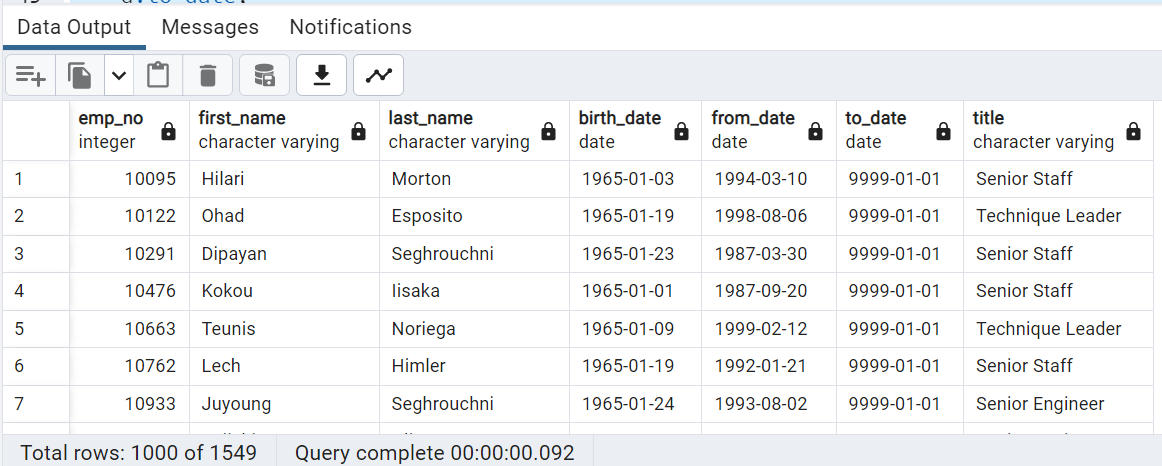 Data Output Messages Notifications
emp_no first_name last_name birth_date from_date to_date title
integer character varying character varying date date date character varying
1 10095 Hilari Morton 1965-01-03 1994-03-10 9999-01-01 Senior Staff
2 10122 Ohad Esposito 1965-01-19 1998-08-06 9999-01-01 Technique Leader
3 10291 Dipayan Seghrouchni 1965-01-23 1987-03-30 9999-01-01 Senior Staff
4 10476 Kokou Iisaka 1965-01-01 1987-09-20 9999-01-01 Senior Staff
5 10663 Teunis Noriega 1965-01-09 1999-02-12 9999-01-01 Technique Leader
6 10762 Lech Himler 1965-01-19 1992-01-21 9999-01-01 Senior Staff
7 10933 Juyoung Seghrouchni 1965-01-24 1993-08-02 9999-01-01 Senior Engineer
Total rows: 1000 of 1549 Query complete 00:00:00.092